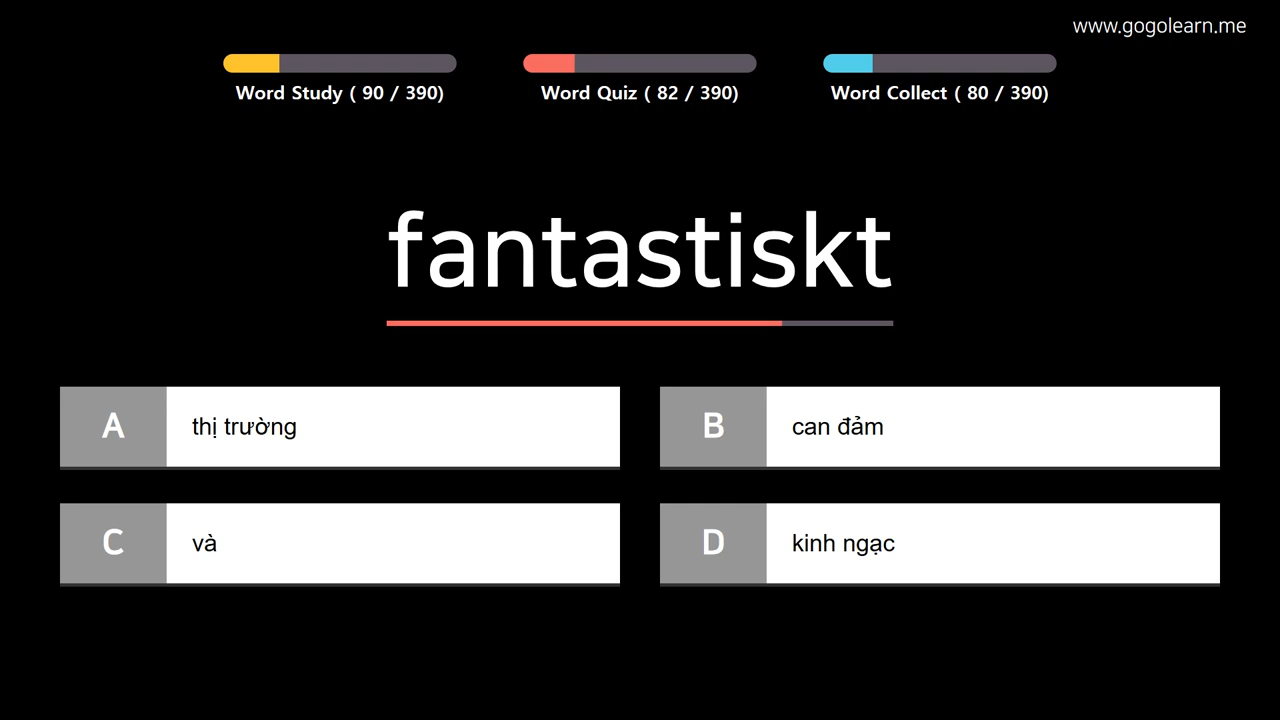 www.gogolearn.me
Word Study ( 90 / 390)
Word Quiz ( 82 / 390)
Word Collect ( 80 / 390)
fantastiskt
A thị trường
B can đảm
C và
D kinh ngạc